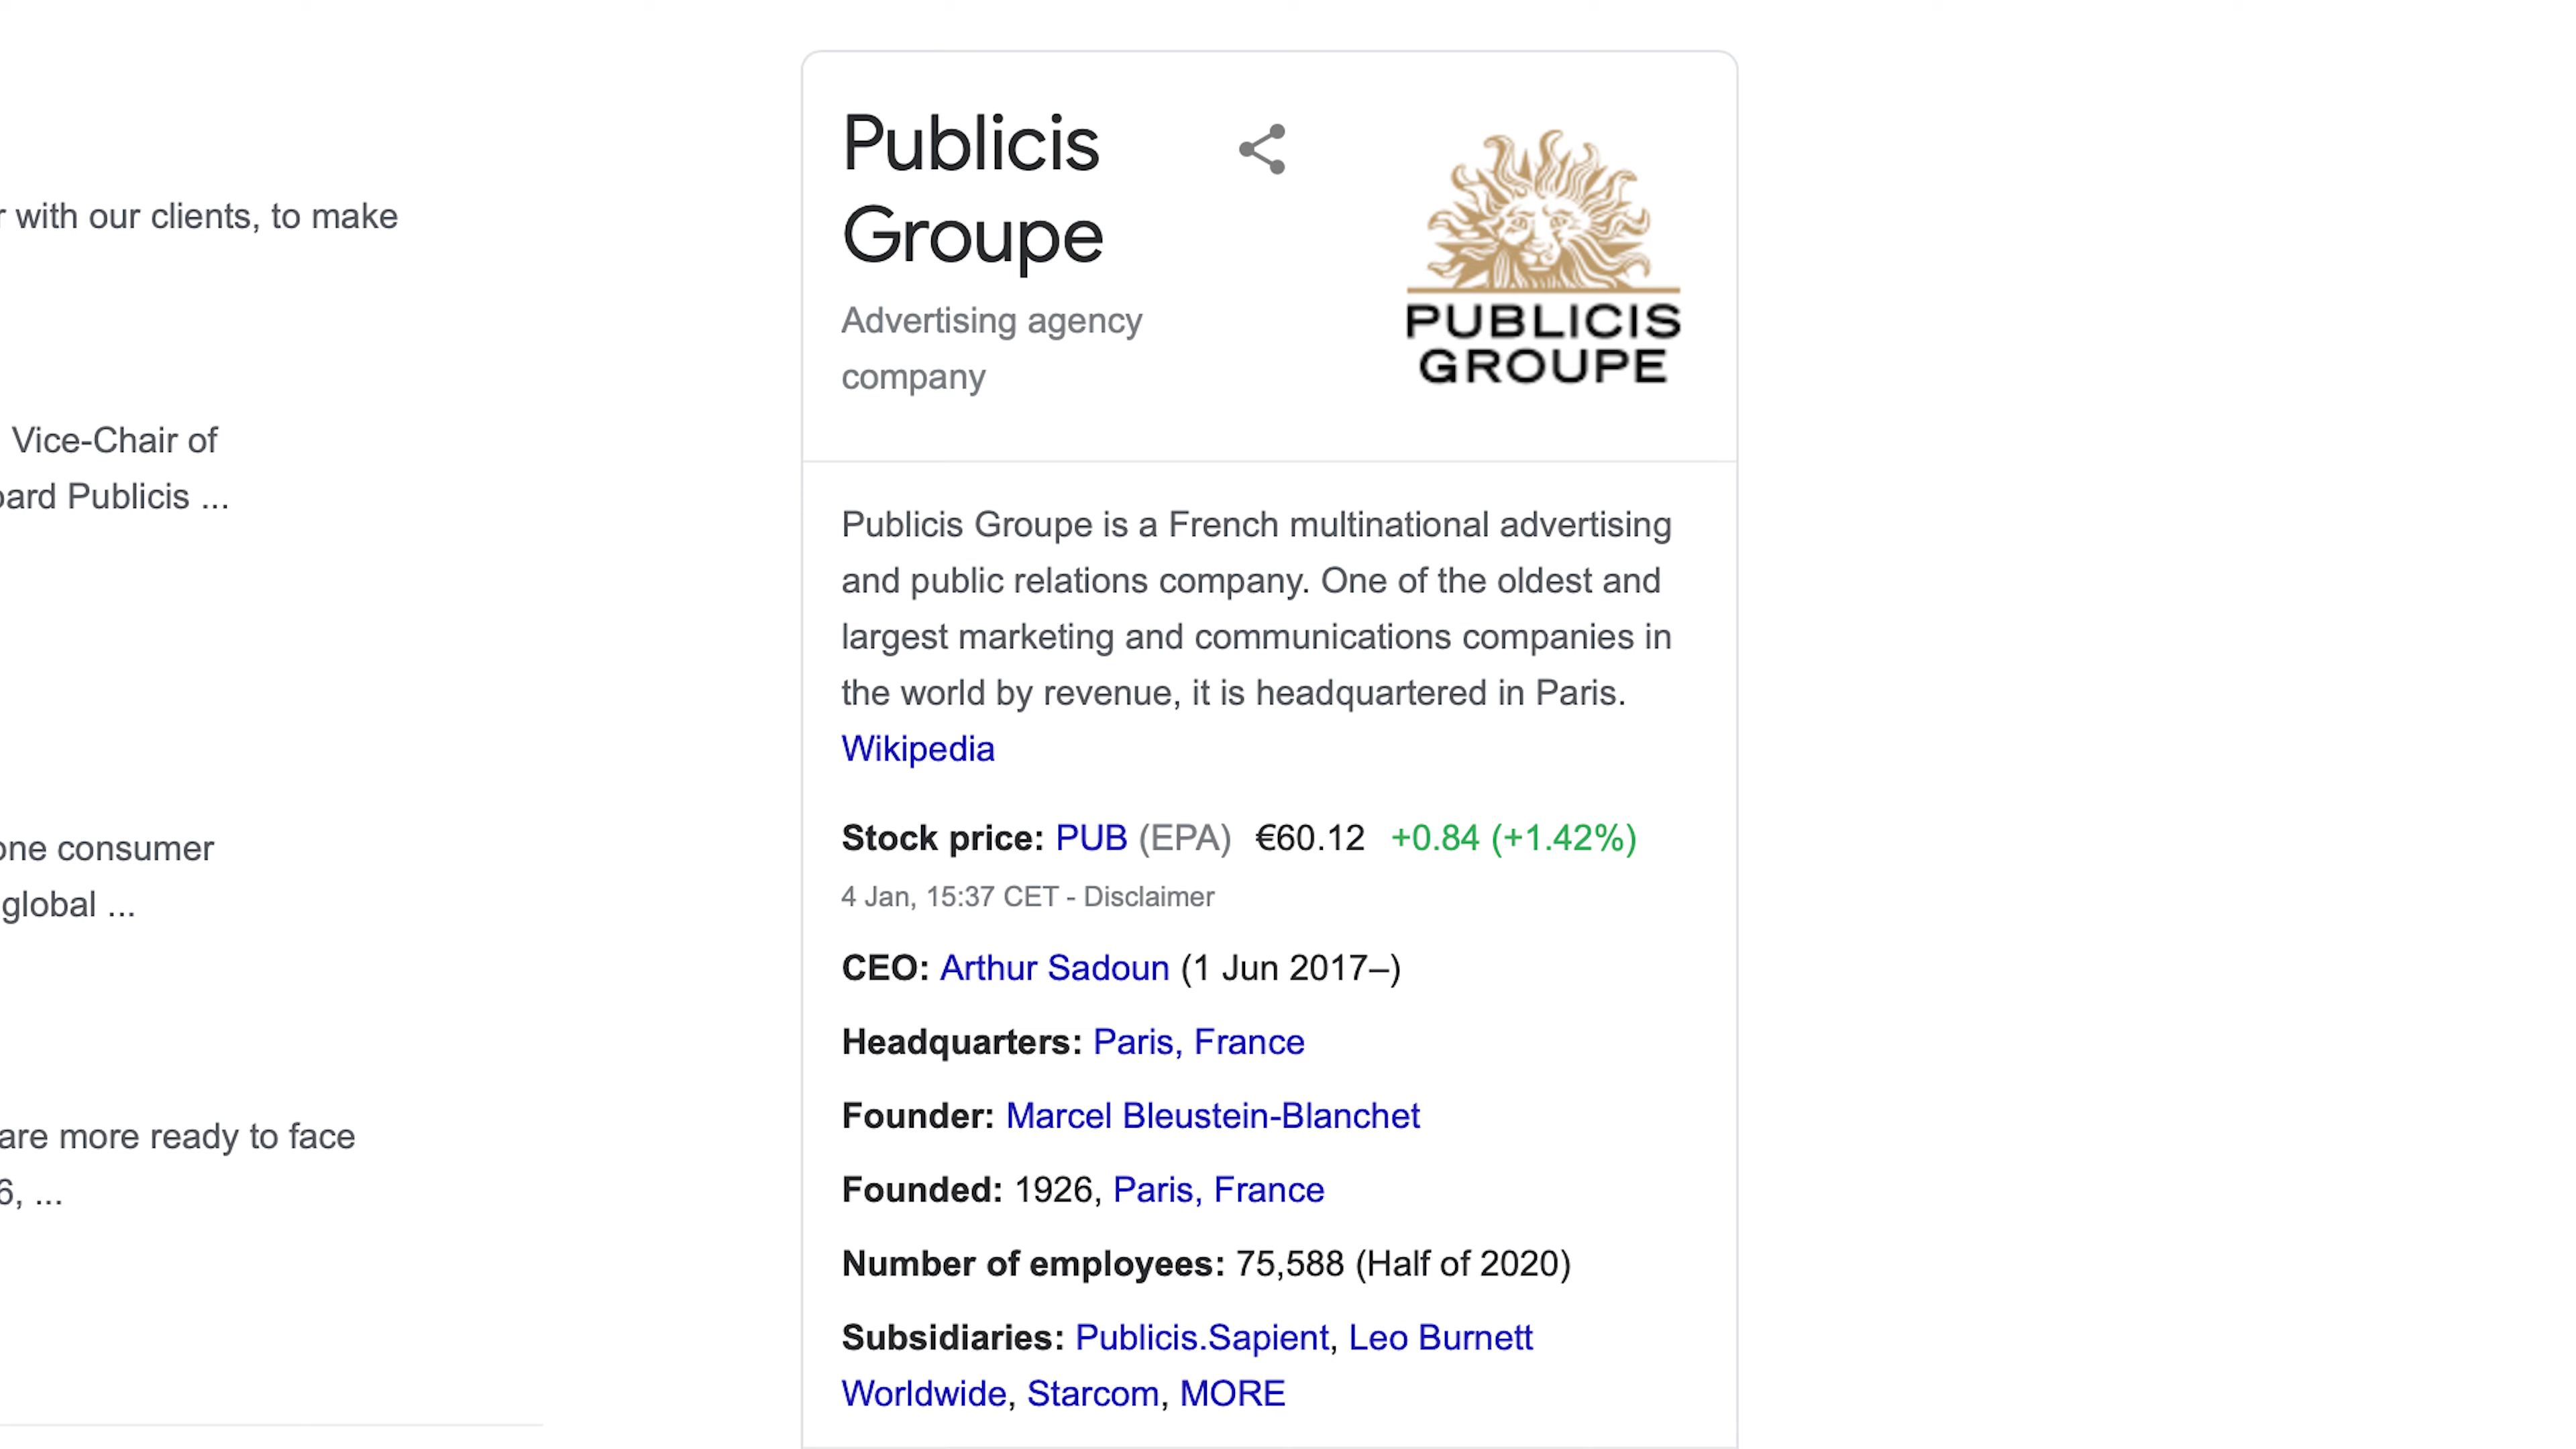 with our clients, to make
Vice-Chair of
Publicis ...
consumer
global ...
are more ready to face
6, ...
Publicis
Groupe
Advertising agency
company
PUBLICIS
GROUPE
Publicis Groupe is a French multinational advertising
and public relations company. One of the oldest and
largest marketing and communications companies in
the world by revenue, it is headquartered in Paris.
Wikipedia
Stock price: PUB (EPA) €60.12 +0.84 (+1.42%)
4 Jan, 15:37 CET - Disclaimer
CEO: Arthur Sadoun (1 Jun 2017–)
Headquarters: Paris, France
Founder: Marcel Bleustein-Blanchet
Founded: 1926, Paris, France
Number of employees: 75,588 (Half of 2020)
Subsidiaries: Publicis.Sapient, Leo Burnett
Worldwide, Starcom, MORE